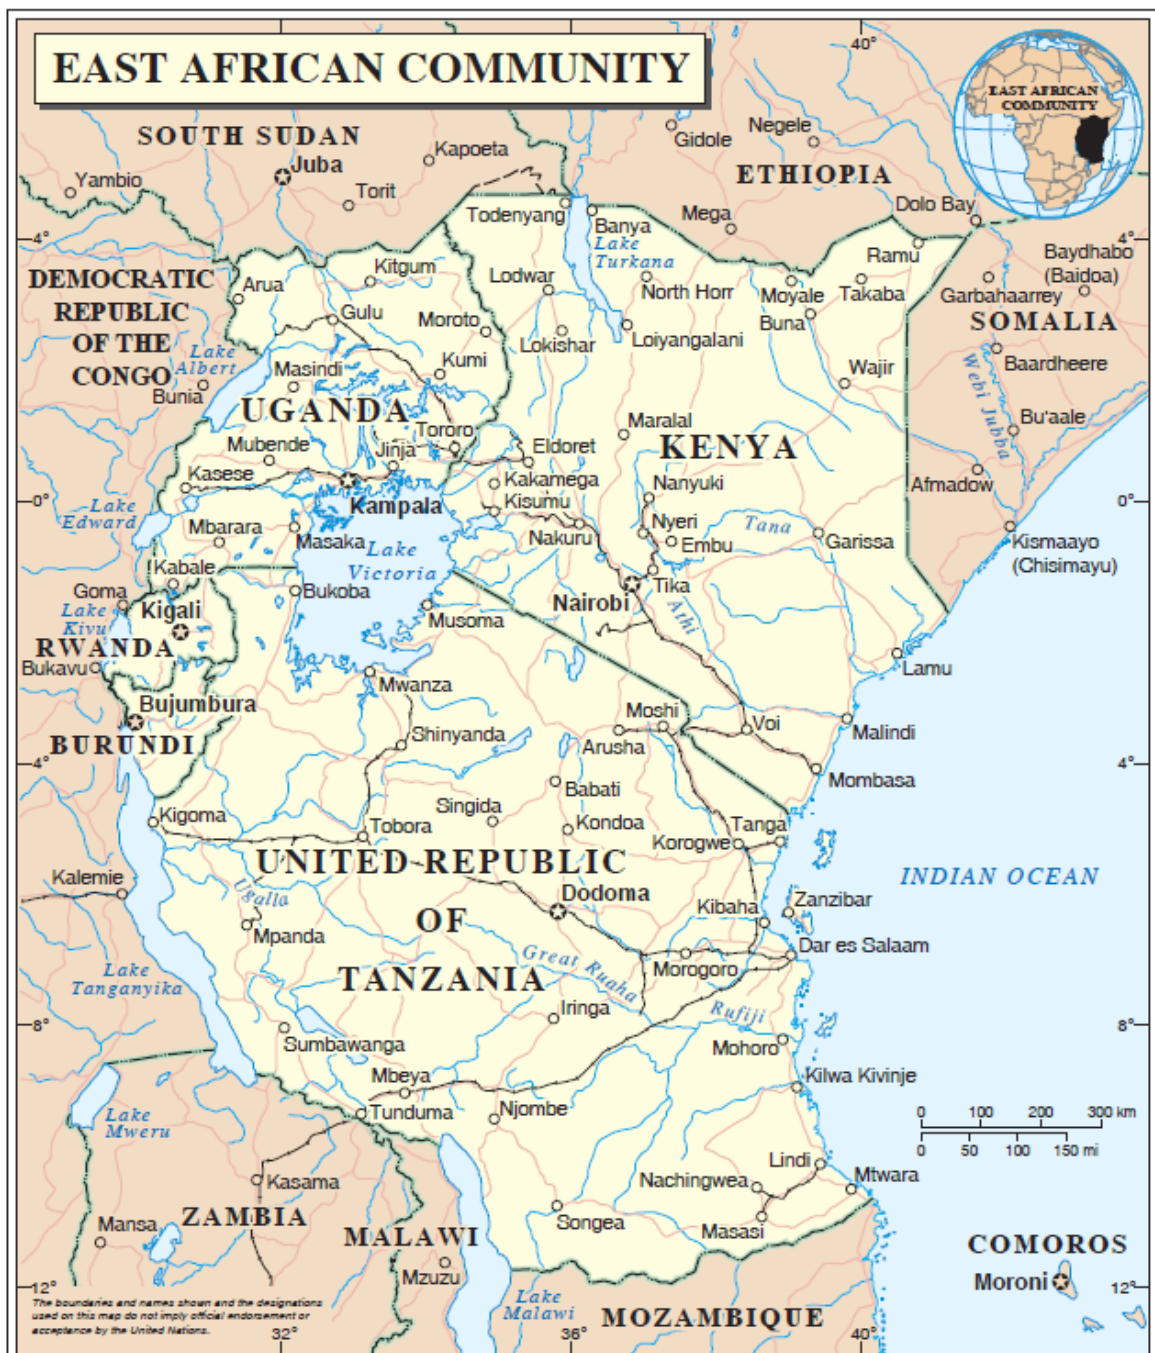 EAST AFRICAN COMMUNITY
40°
EAST AFRICAN
COMMUNITY
SOUTH SUDAN
Juba
Kapoeta
Gidole
Negele
Yambio
Torit
ETHIOPIA
Todenyang
Banya
Mega
Dolo Bay
4°
4°
Lake
Turkana
Ramu
Baydhabo
(Baidoa)
DEMOCRATIC
REPUBLIC
OF THE
CONGO
Arua
Kitgum
Lodwar
North Horr
Moyale
Takaba
Garbahaarrey
Gulu
Moroto
Lokishar
Loiyangalani
Buna
SOMALIA
Lake
Albert
Bunia
Masindi
Kumi
Wajir
Baardheere
Webi Jubba
UGANDA
Tororo
Maralal
KENYA
Bu'aale
Mubende
Jinja
Eldoret
Kasese
Kakamega
Nanyuki
Afmadow
Kampala
Kisumu
0°
0°
Lake
Edward
Mbarara
Masaka
Lake
Victoria
Nakuru
Nyeri
Embu
Tana
Garissa
Kismaayo
(Chisimayu)
Kabale
Goma
Bukoba
Nairobi
Tika
Athi
Lake
Kivu
Kigali
Musoma
RWANDA
Bukavu
Lamu
Mwanza
Bujumbura
BURUNDI
Shinyanda
Moshi
Arusha
Voi
Malindi
4°
4°
Babati
Mombasa
Kigoma
Tobora
Singida
Kondoa
Korogwe
Tanga
UNITED REPUBLIC
OF
TANZANIA
Kalemie
Ugalla
Dodoma
Kibaha
Zanzibar
INDIAN OCEAN
Mpanda
Dar es Salaam
Lake
Tanganyika
Great Ruaha
Morogoro
Iringa
Rufiji
8°
8°
Sumbawanga
Mohoro
Mbeya
Kilwa Kivinje
Lake
Mweru
Tunduma
Njombe
0 100 200 300 km
0 50 100 150 mi
Lindi
Kasama
Nachingwea
Mtwara
Mansa
ZAMBIA
MALAWI
Songea
Masasi
COMOROS
Moroni
Mzuzu
12°
12°
Lake
Malawi
MOZAMBIQUE
The boundaries and names shown and the designations
used on this map do not imply official endorsement or
acceptance by the United Nations.
32°
36°
40°